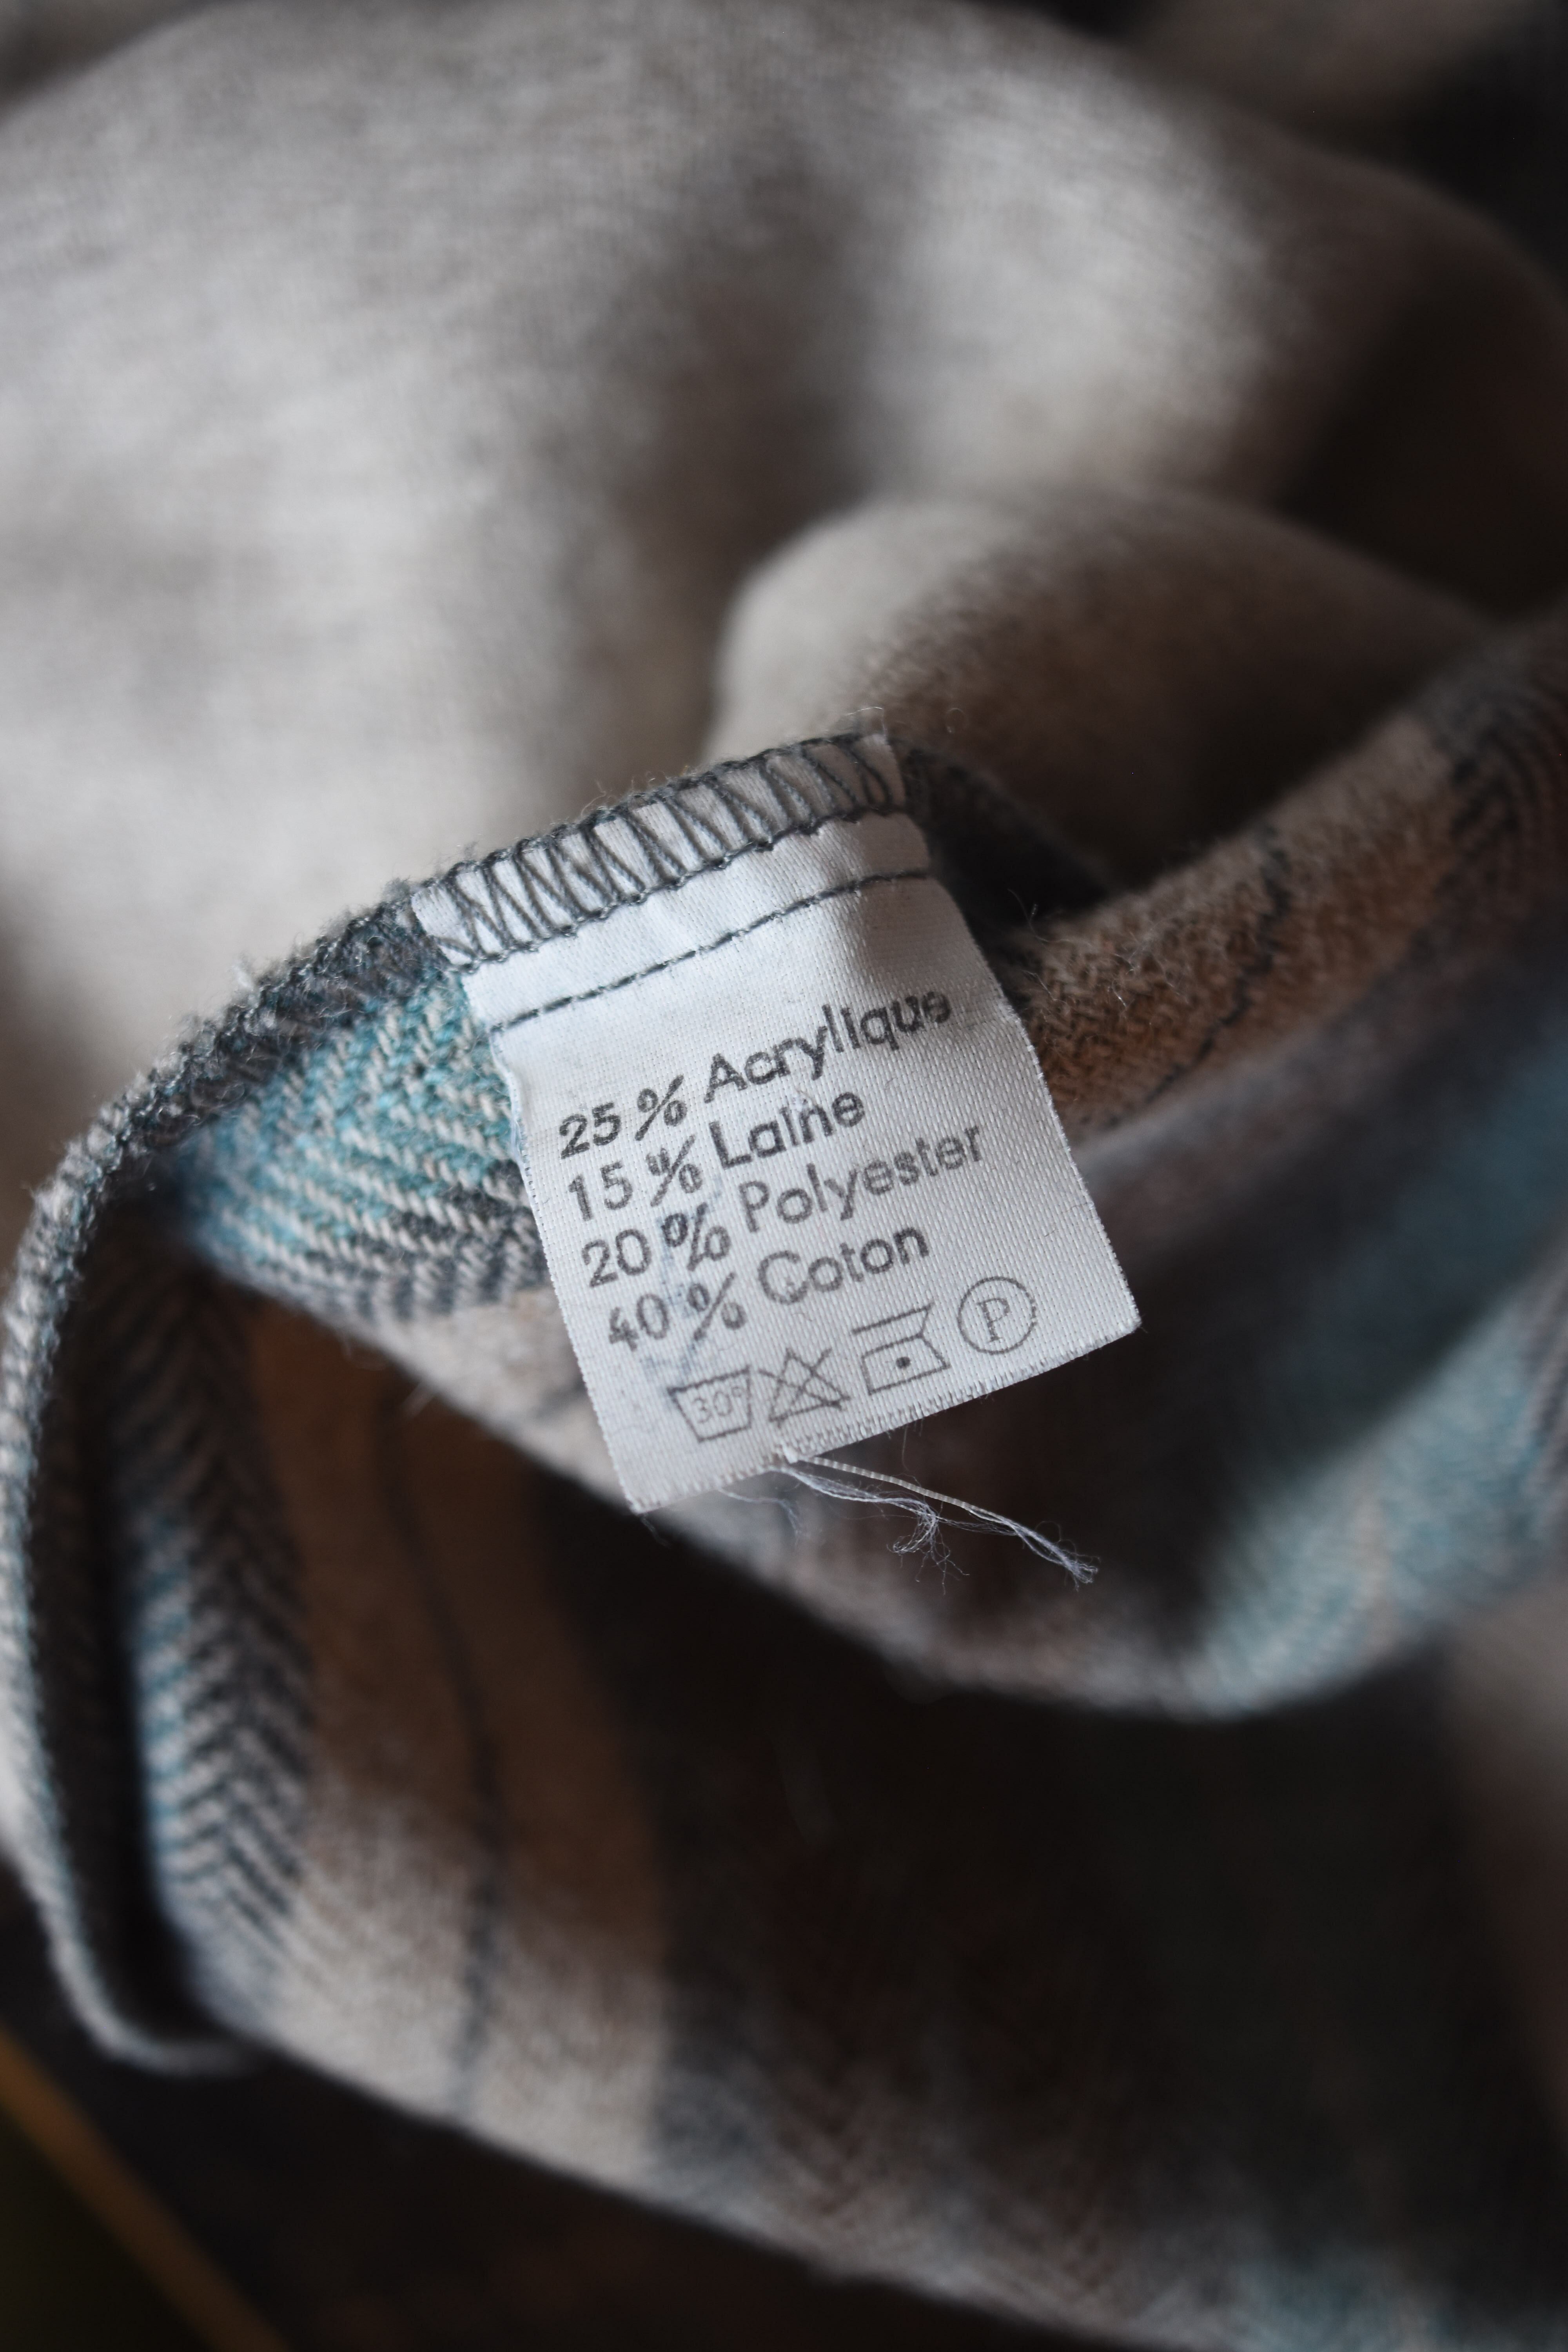 25% Acrylique
15% Laine
20% Polyester
40% Coton
30° P